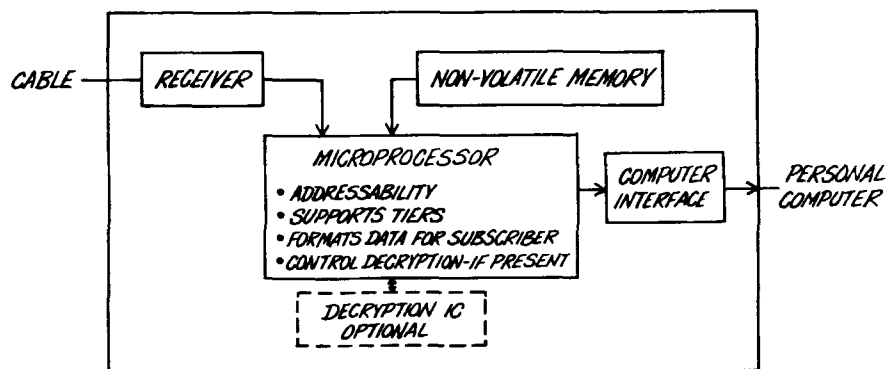 CABLE
RECEIVER
NON-VOLATILE MEMORY
MICROPROCESSOR
• ADDRESSABILITY
• SUPPORTS TIERS
• FORMATS DATA FOR SUBSCRIBER
• CONTROL DECRYPTION-IF PRESENT
COMPUTER
INTERFACE
PERSONAL
COMPUTER
DECRYPTION IC
OPTIONAL